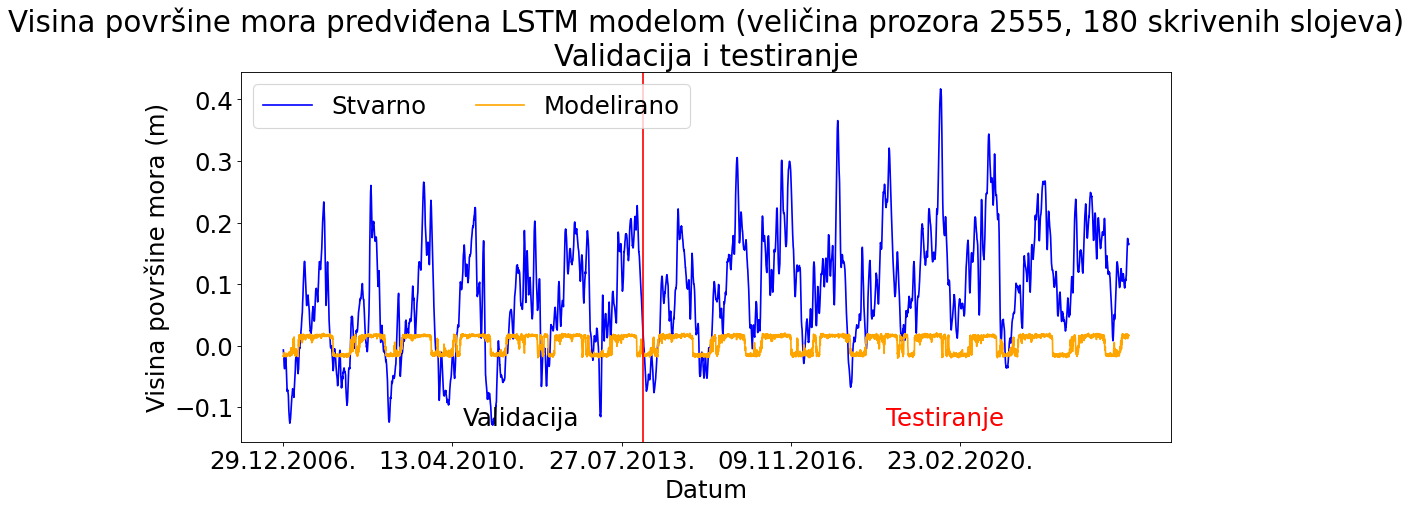 Visina površine mora predviđena LSTM modelom (veličina prozora 2555, 180 skrivenih slojeva)
Validacija i testiranje
Stvarno
Modelirano
Visina površine mora (m)
0.4
0.3
0.2
0.1
0.0
−0.1
Validacija
Testiranje
29.12.2006.
13.04.2010.
27.07.2013.
09.11.2016.
23.02.2020.
Datum